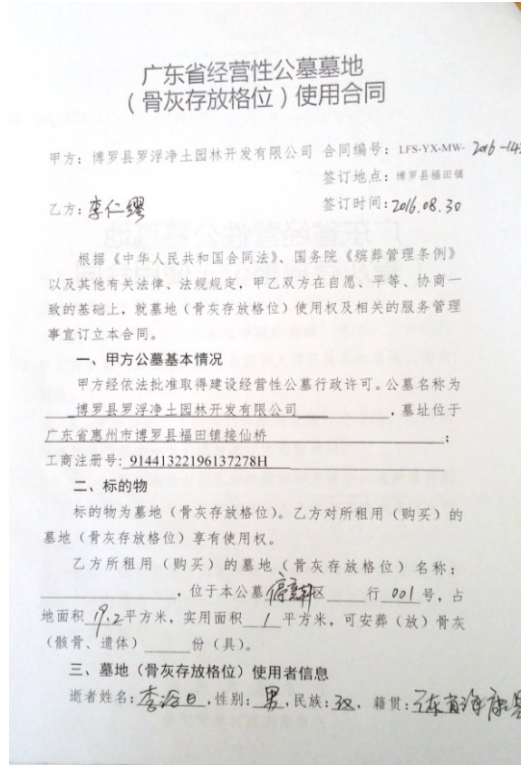 广东省经营性公墓墓地
（骨灰存放格位）使用合同
甲方：博罗县罗浮净土园林开发有限公司 合同编号：LFS-YX-MW-2016-143
签订地点：博罗县福田镇
乙方：李仁缪 签订时间：2016.08.30
根据《中华人民共和国合同法》、国务院《殡葬管理条例》
以及其他有关法律、法规规定，甲乙双方在自愿、平等、协商一
致的基础上，就墓地（骨灰存放格位）使用权及相关的服务管理
事宜订立本合同。
一、甲方公墓基本情况
甲方经依法批准取得建设经营性公墓行政许可。公墓名称为
博罗县罗浮净土园林开发有限公司，墓址位于
广东省惠州市博罗县福田镇接仙桥；
工商注册号：91441322196137278H
二、标的物
标的物为墓地（骨灰存放格位）。乙方对所租用（购买）的
墓地（骨灰存放格位）享有使用权。
乙方所租用（购买）的墓地（骨灰存放格位）名称：
，位于本公墓 区 行 001 号，占
地面积 19.2 平方米，实用面积 1 平方米，可安葬（放）骨灰
（骸骨、遗体） 份（具）。
三、墓地（骨灰存放格位）使用者信息
逝者姓名：李 日，性别：男，民族：汉， 籍贯：广东省海康县